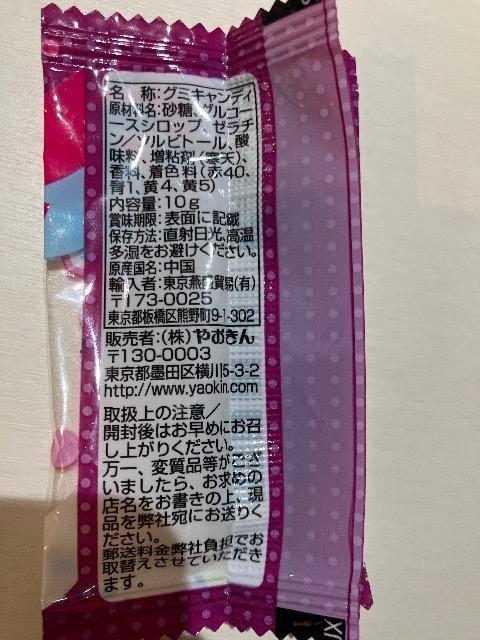 名 称:グミキャンディ
原材料名:砂糖、グルコ
ースシロップ、ゼラチ
ン/ソルビトール、酸
味料、増粘剤(寒天)、
香料、着色料(赤40、
青1、黄4、黄5)
内容量:10g
賞味期限:表面に記載
保存方法:直射日光、高温
多湿をお避けください。
原産国名:中国
輸入者:東京燕 貿易(有)
〒173-0025
東京都板橋区熊野町9-1-302
販売者:(株)やおきん
〒130-0003
東京都墨田区横川5-3-2
http://www.yaokin.com
取扱上の注意/
開封後はお早めにお召
し上がりください。
万一、変質品等がござ
いましたら、お求めの
店名をお書きの上、現
品を弊社宛にお送りく
ださい。
郵送料金弊社負担でお
取替えさせていただき
ます。